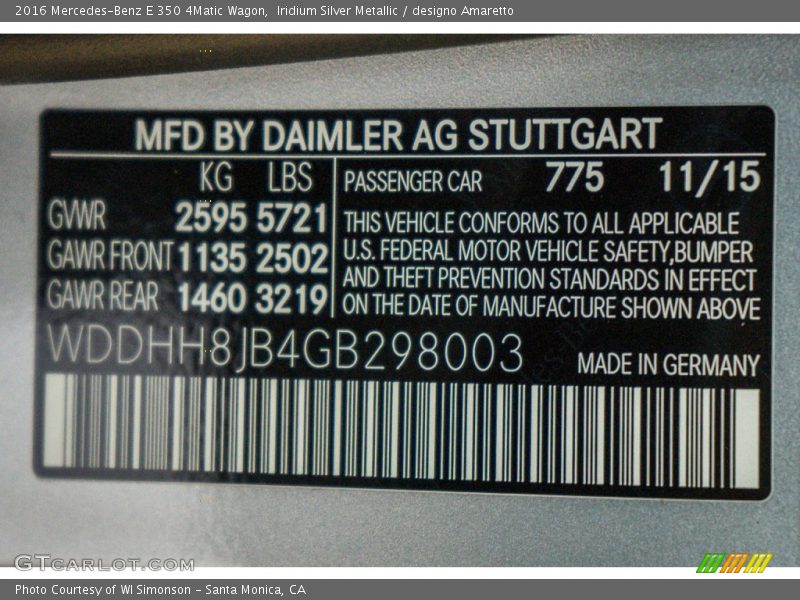 2016 Mercedes-Benz E 350 4Matic Wagon, Iridium Silver Metallic / designo Amaretto
MFD BY DAIMLER AG STUTTGART
KG LBS
GVWR 2595 5721
GAWR FRONT 1135 2502
GAWR REAR 1460 3219
PASSENGER CAR 775 11/15
THIS VEHICLE CONFORMS TO ALL APPLICABLE
U.S. FEDERAL MOTOR VEHICLE SAFETY,BUMPER
AND THEFT PREVENTION STANDARDS IN EFFECT
ON THE DATE OF MANUFACTURE SHOWN ABOVE
WDDHH8JB4GB298003
MADE IN GERMANY
GTcarlot.com
Photo Courtesy of WI Simonson - Santa Monica, CA